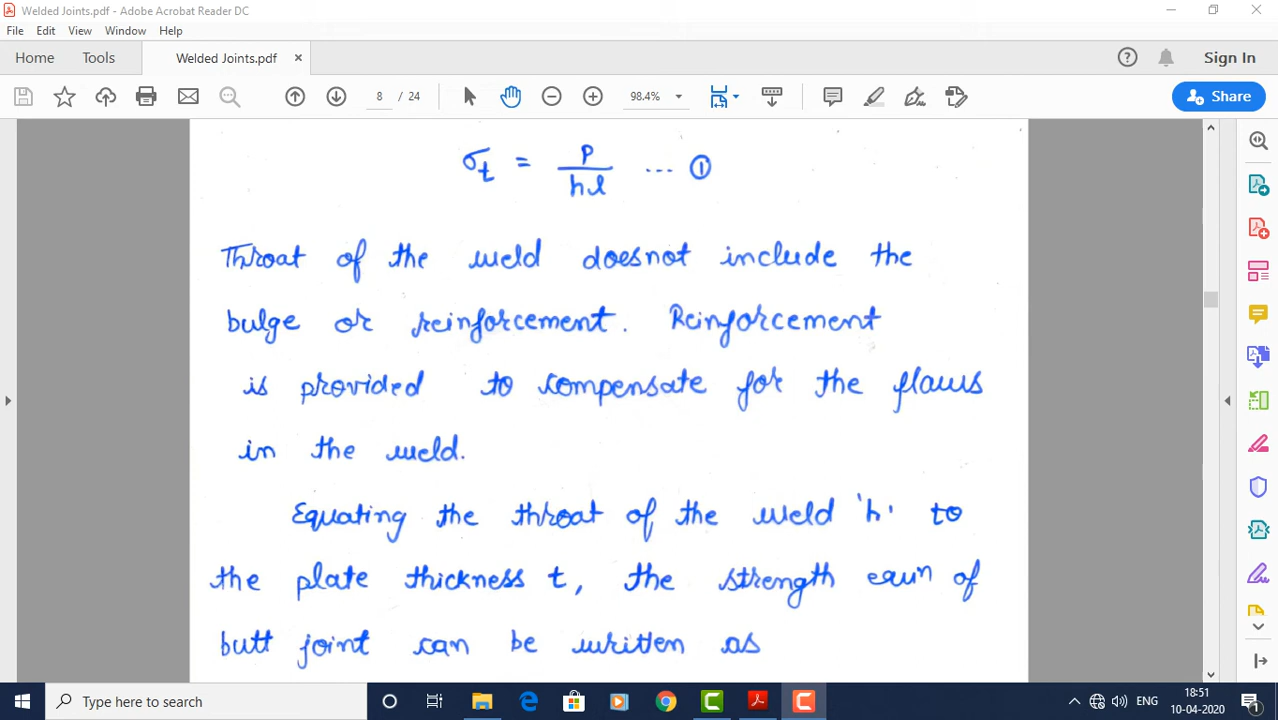 Welded Joints.pdf - Adobe Acrobat Reader DC
File Edit View Window Help
Home Tools Welded Joints.pdf × Sign In
8 / 24 98.4% Share
σt = P / hl ... ①
Throat of the weld doesnot include the
bulge or reinforcement. Reinforcement
is provided to compensate for the flaws
in the weld.
Equating the throat of the weld 'h' to
the plate thickness t, the strength equn of
butt joint can be written as
Type here to search
ENG
18:51
10-04-2020
1